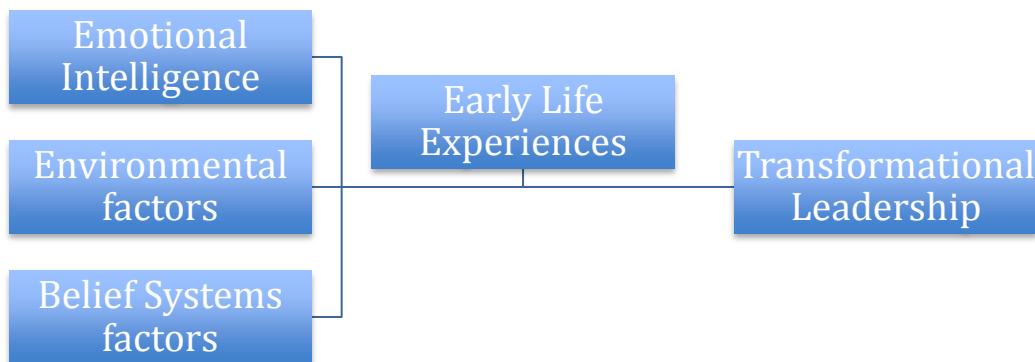 Emotional
Intelligence
Early Life
Experiences
Environmental
factors
Transformational
Leadership
Belief Systems
factors